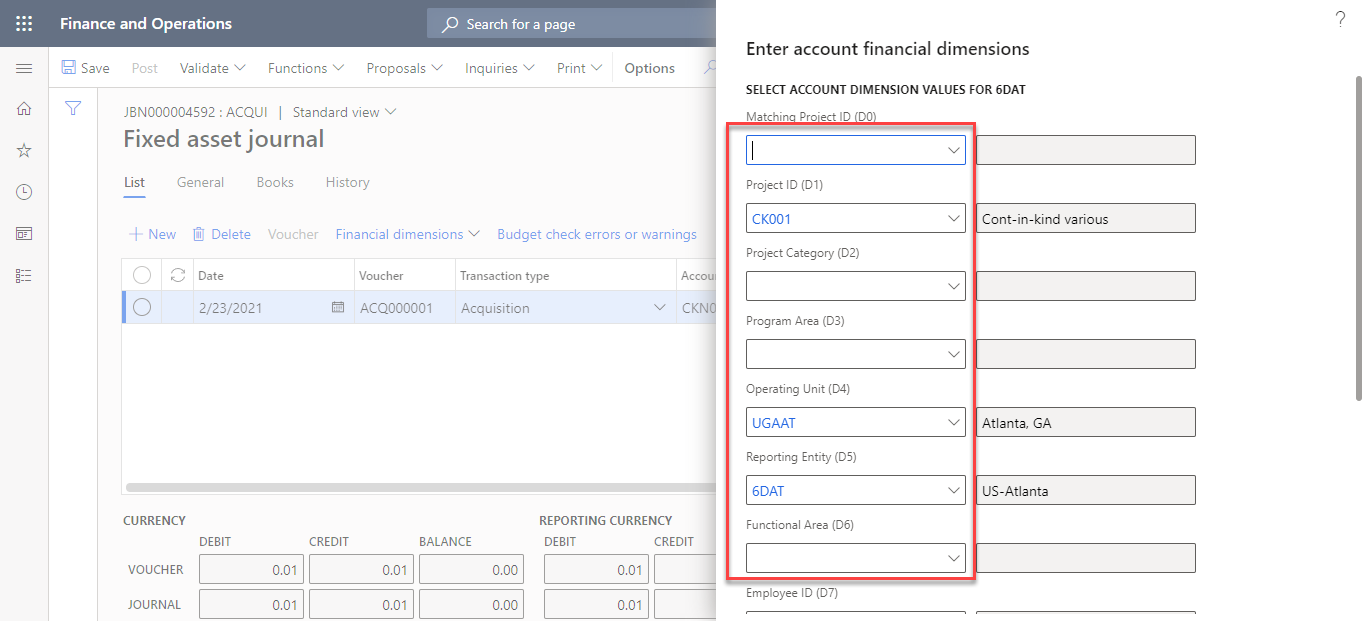 Finance and Operations
Search for a page
?
Save Post Validate Functions Proposals Inquiries Print Options
JBN000004592 : ACQUI | Standard view
Fixed asset journal
List General Books History
New Delete Voucher Financial dimensions Budget check errors or warnings
Date Voucher Transaction type Accou
2/23/2021 ACQ000001 Acquisition CKN0
CURRENCY REPORTING CURRENCY
DEBIT CREDIT BALANCE DEBIT CREDIT
VOUCHER 0.01 0.01 0.00 0.01
JOURNAL 0.01 0.01 0.00 0.01
Enter account financial dimensions
SELECT ACCOUNT DIMENSION VALUES FOR 6DAT
Matching Project ID (D0)
Project ID (D1)
CK001 Cont-in-kind various
Project Category (D2)
Program Area (D3)
Operating Unit (D4)
UGAAT Atlanta, GA
Reporting Entity (D5)
6DAT US-Atlanta
Functional Area (D6)
Employee ID (D7)